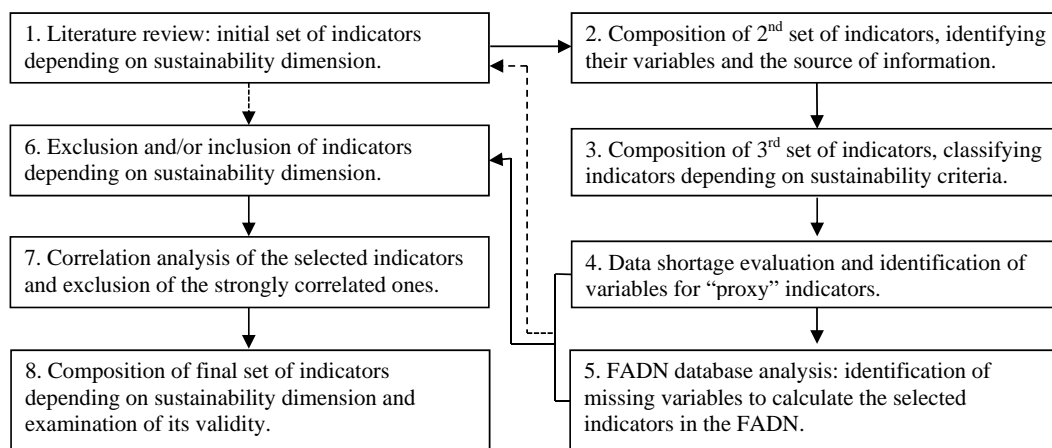 1. Literature review: initial set of indicators
depending on sustainability dimension.
2. Composition of 2nd set of indicators, identifying
their variables and the source of information.
3. Composition of 3rd set of indicators, classifying
indicators depending on sustainability criteria.
4. Data shortage evaluation and identification of
variables for “proxy” indicators.
5. FADN database analysis: identification of
missing variables to calculate the selected
indicators in the FADN.
6. Exclusion and/or inclusion of indicators
depending on sustainability dimension.
7. Correlation analysis of the selected indicators
and exclusion of the strongly correlated ones.
8. Composition of final set of indicators
depending on sustainability dimension and
examination of its validity.